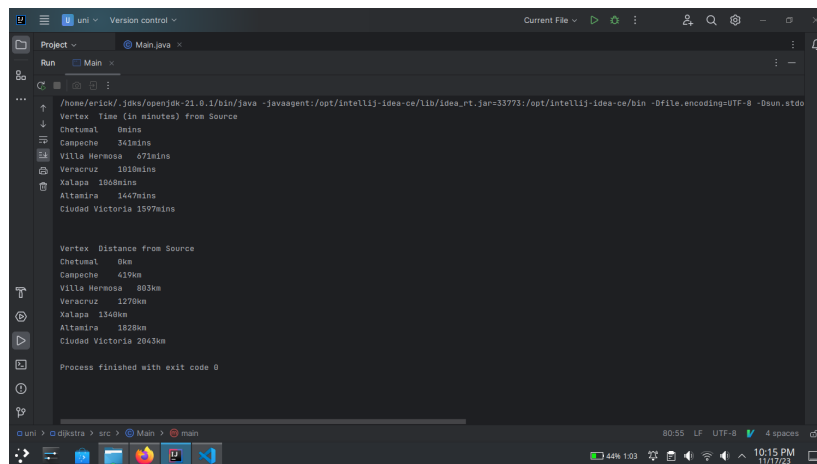 uni Version control Current File
Project Main.java
Run Main
/home/erick/.jdks/openjdk-21.0.1/bin/java -javaagent:/opt/intellij-idea-ce/lib/idea_rt.jar=33773:/opt/intellij-idea-ce/bin -Dfile.encoding=UTF-8 -Dsun.stdo
Vertex Time (in minutes) from Source
Chetumal 0mins
Campeche 341mins
Villa Hermosa 671mins
Veracruz 1010mins
Xalapa 1068mins
Altamira 1447mins
Ciudad Victoria 1597mins
Vertex Distance from Source
Chetumal 0km
Campeche 419km
Villa Hermosa 803km
Veracruz 1270km
Xalapa 1340km
Altamira 1828km
Ciudad Victoria 2043km
Process finished with exit code 0
uni > dijkstra > src > Main > main 80:55 LF UTF-8 4 spaces
44% 1:03 10:15 PM
11/17/23